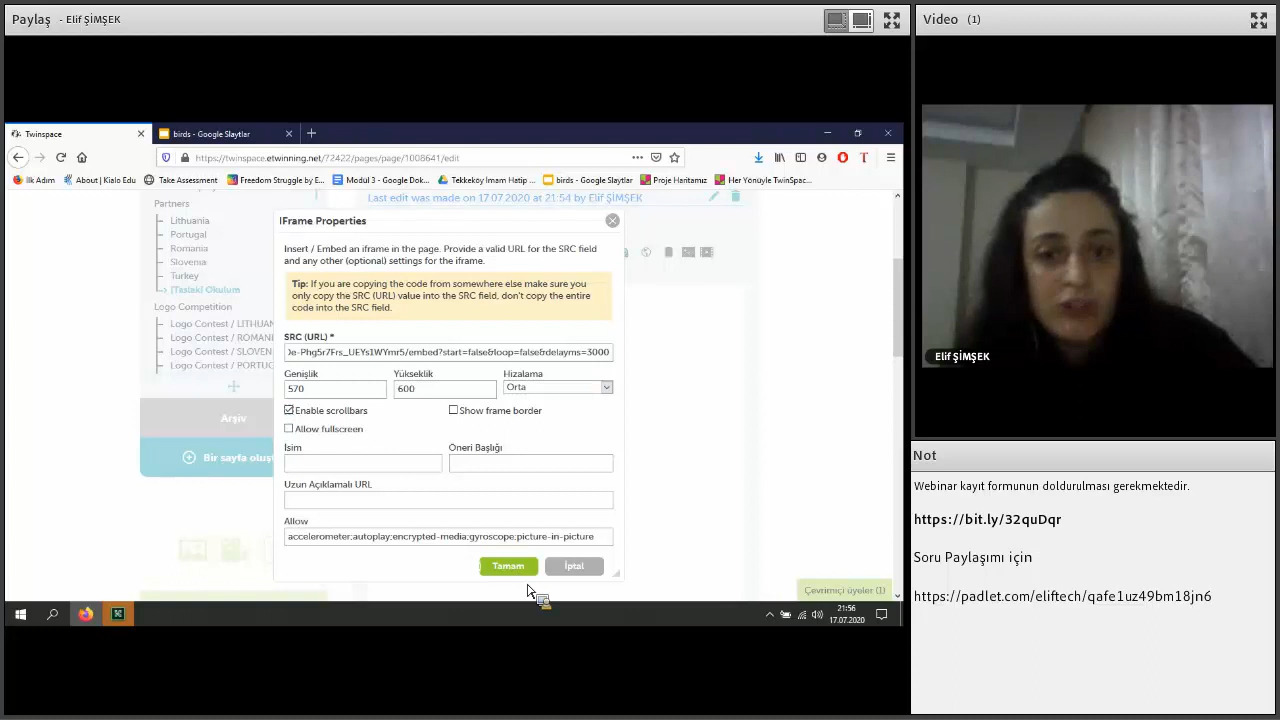 Paylaş - Elif ŞİMŞEK
Twinspace
birds - Google Slaytlar
https://twinspace.etwinning.net/72422/pages/page/1008641/edit
İlk Adım
About | Kialo Edu
Take Assessment
Freedom Struggle by E...
Modül 3 - Google Dok...
Tekkeköy İmam Hatip ...
birds - Google Slaytlar
Proje Haritamız
Her Yönüyle TwinSpac...
Partners
Lithuania
Portugal
Romania
Slovenia
Turkey
[Taslak] Okulum
Logo Competition
Logo Contest / LITHUAN
Logo Contest / ROMANI
Logo Contest / SLOVEN
Logo Contest / PORTUG
Arşiv
Bir sayfa oluşt
Last edit was made on 17.07.2020 at 21:54 by Elif ŞİMŞEK
IFrame Properties
Insert / Embed an iframe in the page. Provide a valid URL for the SRC field
and any other (optional) settings for the iframe.
Tip: If you are copying the code from somewhere else make sure you
only copy the SRC (URL) value into the SRC field, don't copy the entire
code into the SRC field.
SRC (URL) *
e-Phg5r7Frs_UEYs1WYmr5/embed?start=false&loop=false&delayms=3000
Genişlik
Yükseklik
Hizalama
570
600
Orta
Enable scrollbars
Show frame border
Allow fullscreen
İsim
Öneri Başlığı
Uzun Açıklamalı URL
Allow
accelerometer;autoplay;encrypted-media;gyroscope;picture-in-picture
Tamam
İptal
Çevrimiçi üyeler (1)
21:56
17.07.2020
Video (1)
Elif ŞİMŞEK
Not
Webinar kayıt formunun doldurulması gerekmektedir.
https://bit.ly/32quDqr
Soru Paylaşımı için
https://padlet.com/eliftech/qafe1uz49bm18jn6